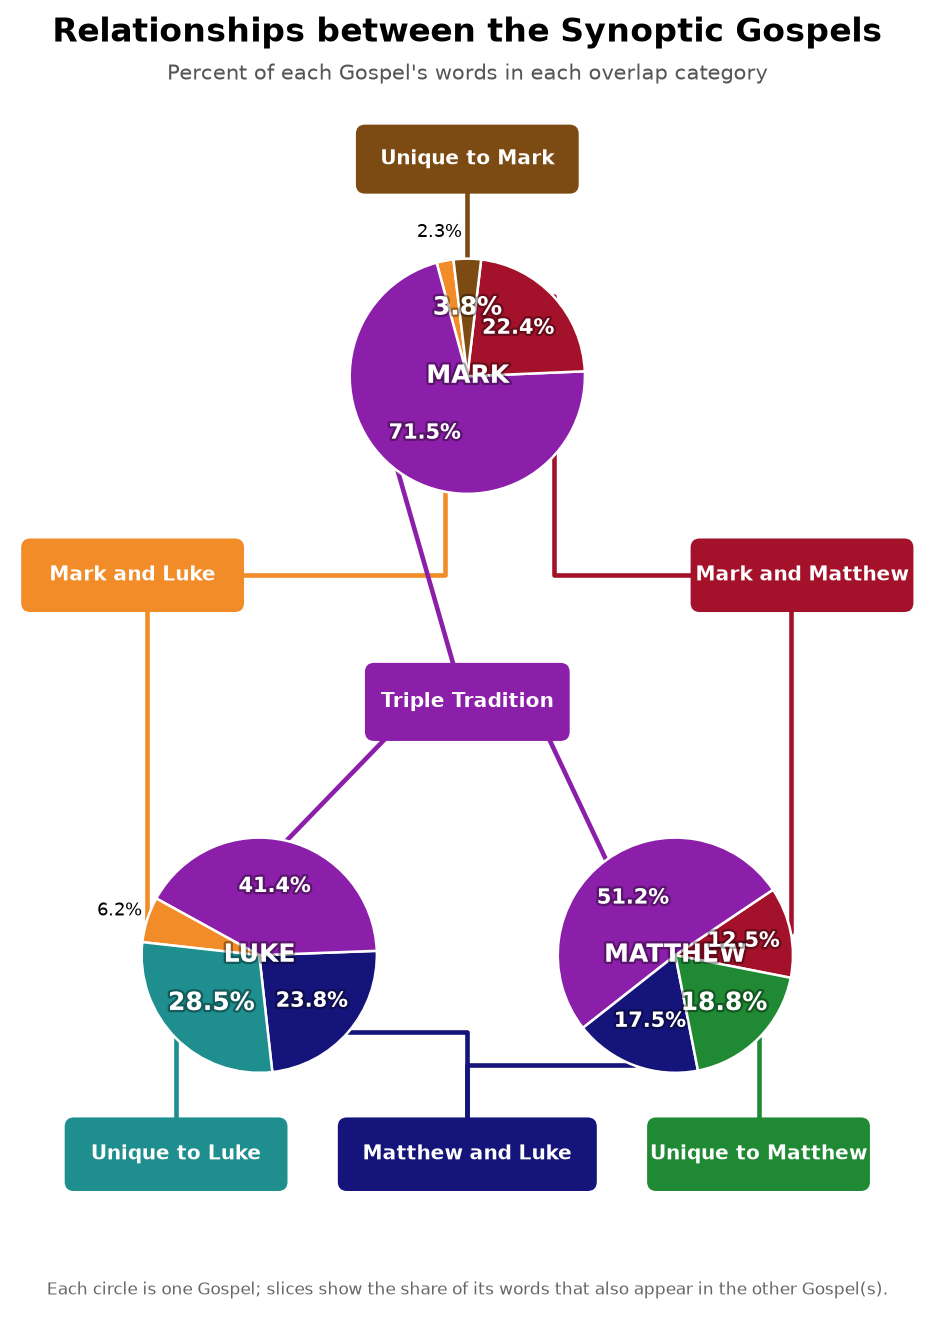 Relationships between the Synoptic Gospels
Percent of each Gospel's words in each overlap category
Unique to Mark
2.3%
3.8%
22.4%
MARK
71.5%
Mark and Luke
Mark and Matthew
Triple Tradition
41.4%
6.2%
LUKE
28.5%
23.8%
51.2%
12.5%
MATTHEW
18.8%
17.5%
Unique to Luke
Matthew and Luke
Unique to Matthew
Each circle is one Gospel; slices show the share of its words that also appear in the other Gospel(s).